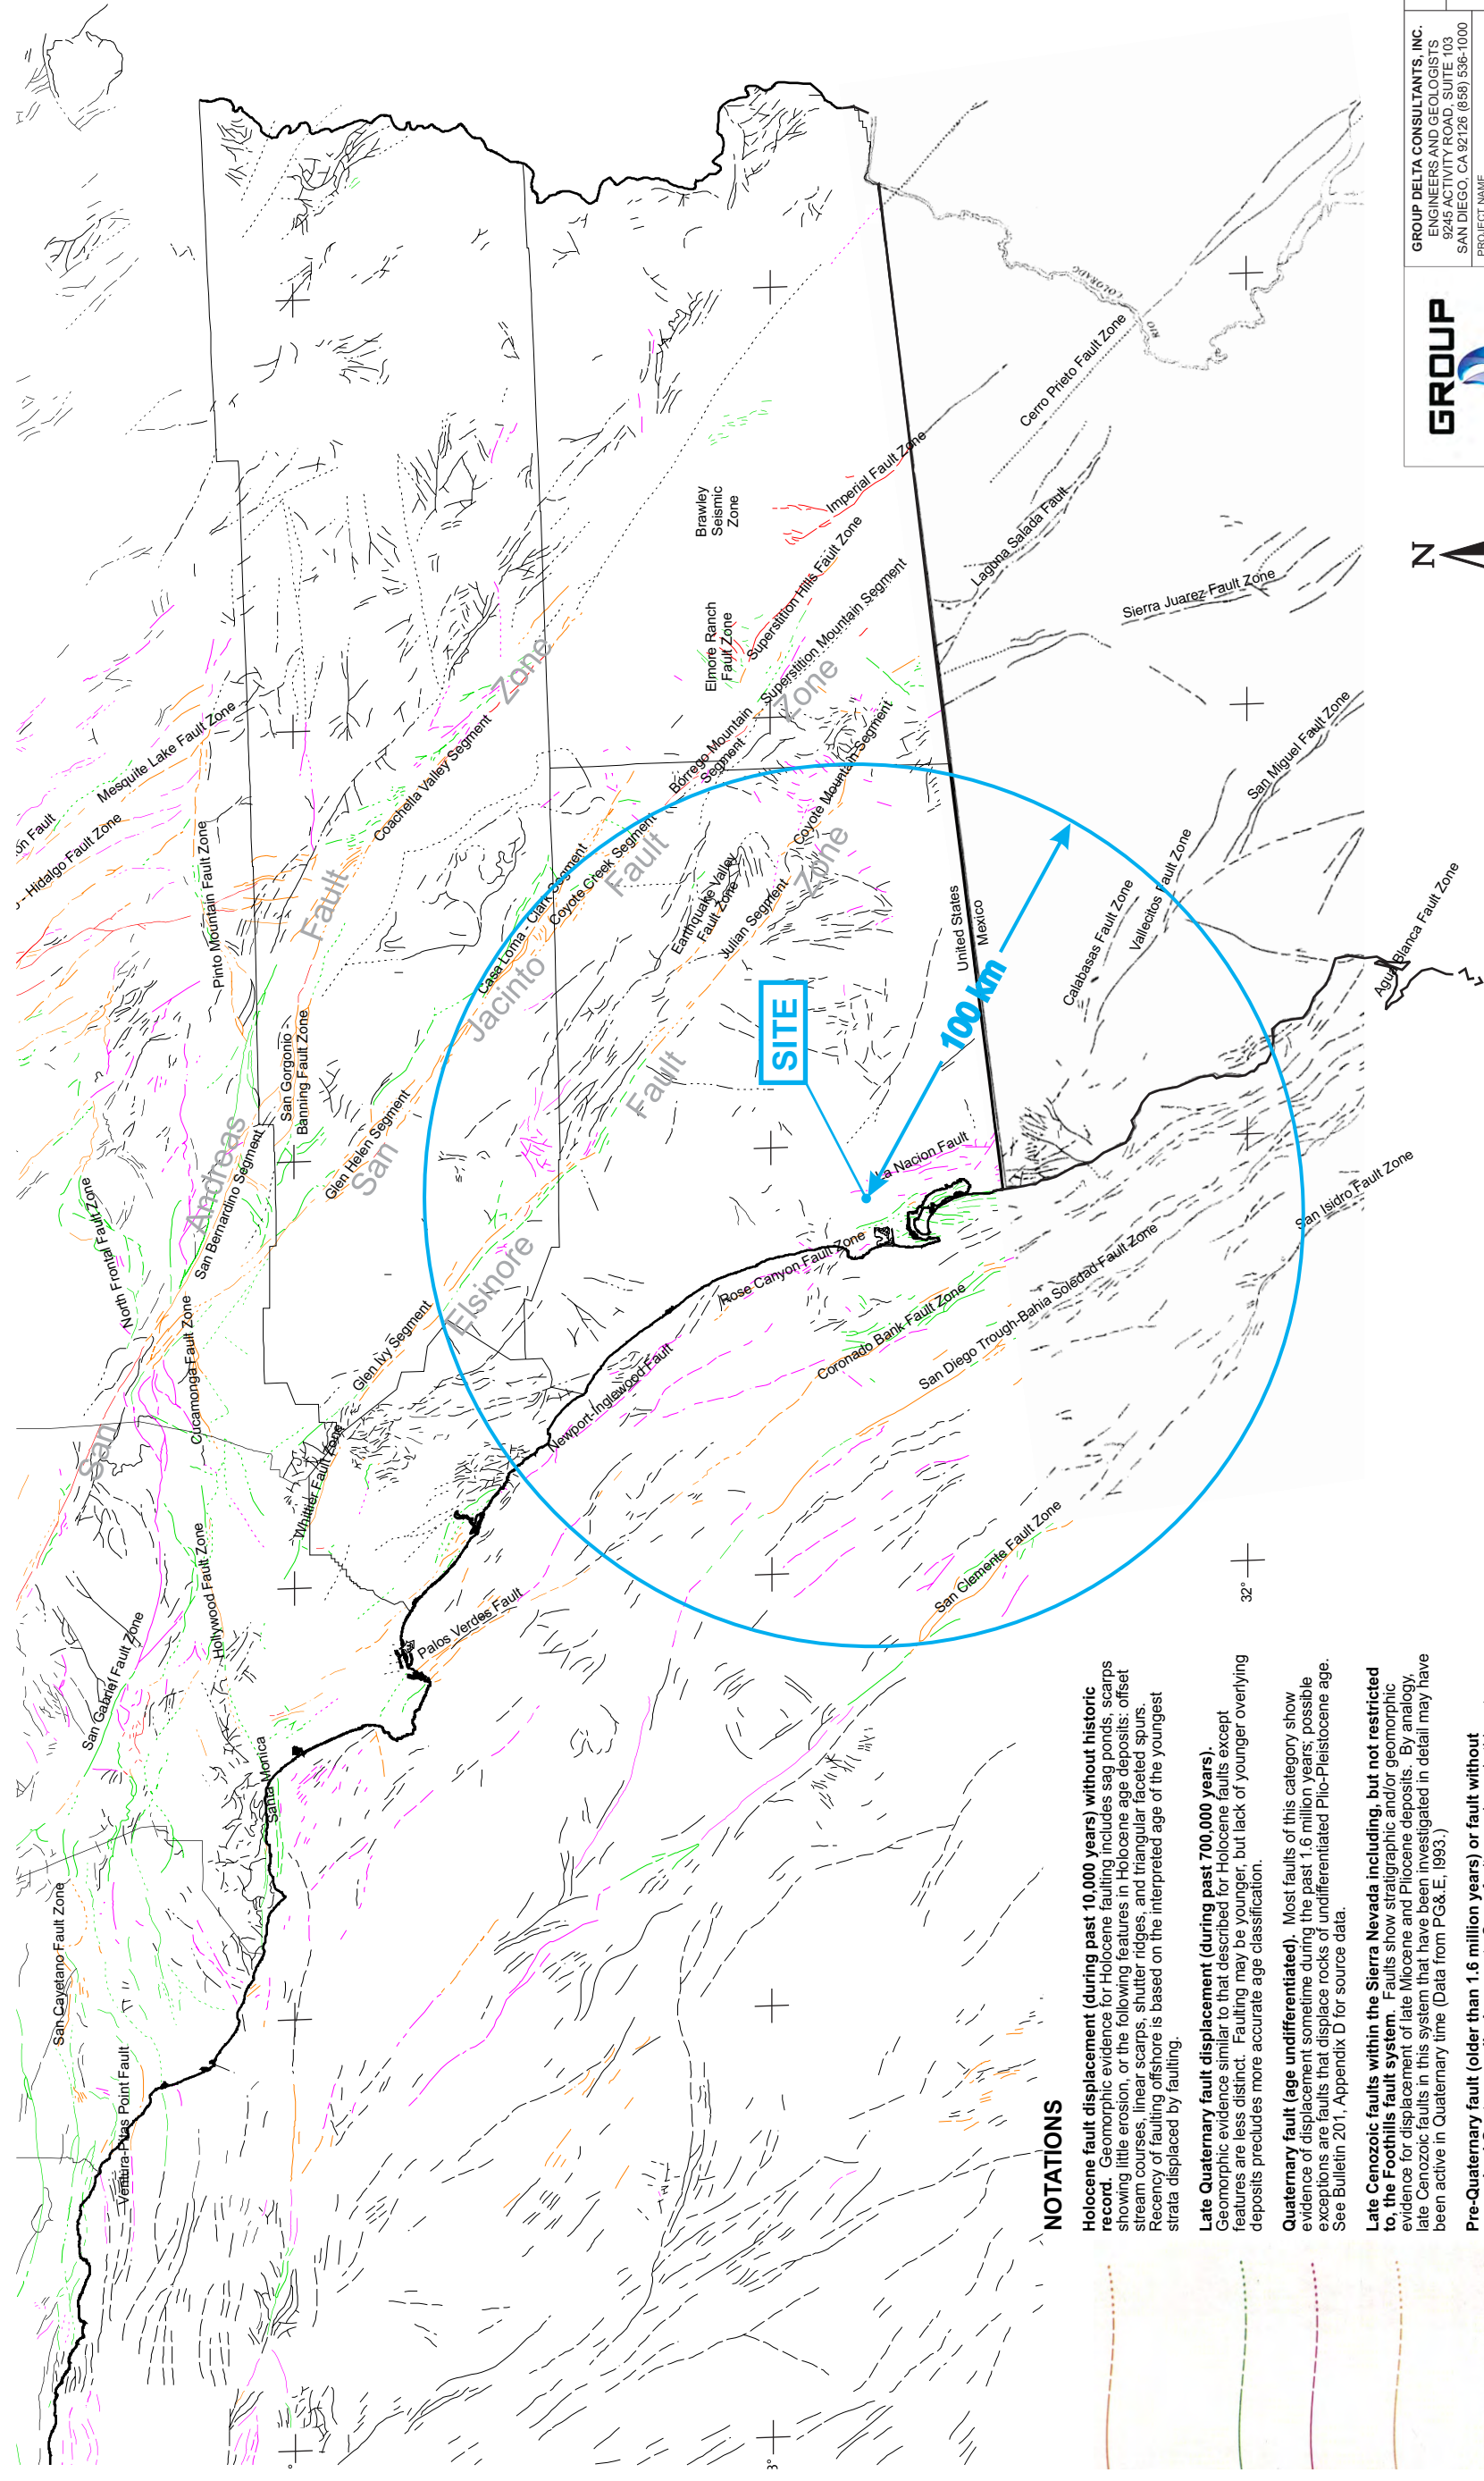 San Cayetano Fault Zone
Ventura-Pitas Point Fault
San Gabriel Fault Zone
Santa Monica
Hollywood Fault Zone
Palos Verdes Fault
Whittier Fault Zone
San
Andreas
Fault
Zone
Cucamonga Fault Zone
North Frontal Fault Zone
San Bernardino Segment
San Gorgonio -
Banning Fault Zone
Pinto Mountain Fault Zone
- Hidalgo Fault Zone
on Fault
Mesquite Lake Fault Zone
Coachella Valley Segment
Glen Ivy Segment
Glen Helen Segment
San
Jacinto
Fault
Zone
Casa Loma - Clark Segment
Coyote Creek Segment
Borrego Mountain
Segment
Superstition Mountain Segment
Superstition Hills Fault Zone
Elmore Ranch
Fault Zone
Brawley
Seismic
Zone
Imperial Fault Zone
Elsinore
Fault
Zone
Earthquake Valley
Fault Zone
Julian Segment
Coyote Mountain Segment
Newport-Inglewood Fault
Rose Canyon Fault Zone
La Nacion Fault
Coronado Bank Fault Zone
San Diego Trough-Bahia Soledad Fault Zone
San Clemente Fault Zone
San Isidro Fault Zone
SITE
100 km
United States
Mexico
Calabasas Fault Zone
Vallecitos Fault Zone
San Miguel Fault Zone
Agua Blanca Fault Zone
Sierra Juarez Fault Zone
Laguna Salada Fault
Cerro Prieto Fault Zone
RIO
COLORADO
32°
NOTATIONS
Holocene fault displacement (during past 10,000 years) without historic
record. Geomorphic evidence for Holocene faulting includes sag ponds, scarps
showing little erosion, or the following features in Holocene age deposits: offset
stream courses, linear scarps, shutter ridges, and triangular faceted spurs.
Recency of faulting offshore is based on the interpreted age of the youngest
strata displaced by faulting.
Late Quaternary fault displacement (during past 700,000 years).
Geomorphic evidence similar to that described for Holocene faults except
features are less distinct. Faulting may be younger, but lack of younger overlying
deposits precludes more accurate age classification.
Quaternary fault (age undifferentiated). Most faults of this category show
evidence of displacement sometime during the past 1.6 million years; possible
exceptions are faults that displace rocks of undifferentiated Plio-Pleistocene age.
See Bulletin 201, Appendix D for source data.
Late Cenozoic faults within the Sierra Nevada including, but not restricted
to, the Foothills fault system. Faults show stratigraphic and/or geomorphic
evidence for displacement of late Miocene and Pliocene deposits. By analogy,
late Cenozoic faults in this system that have been investigated in detail may have
been active in Quaternary time (Data from PG&E, l993.)
Pre-Quaternary fault (older than 1.6 million years) or fault without
N
GROUP
GROUP DELTA CONSULTANTS, INC.
ENGINEERS AND GEOLOGISTS
9245 ACTIVITY ROAD, SUITE 103
SAN DIEGO, CA 92126 (858) 536-1000
PROJECT NAME